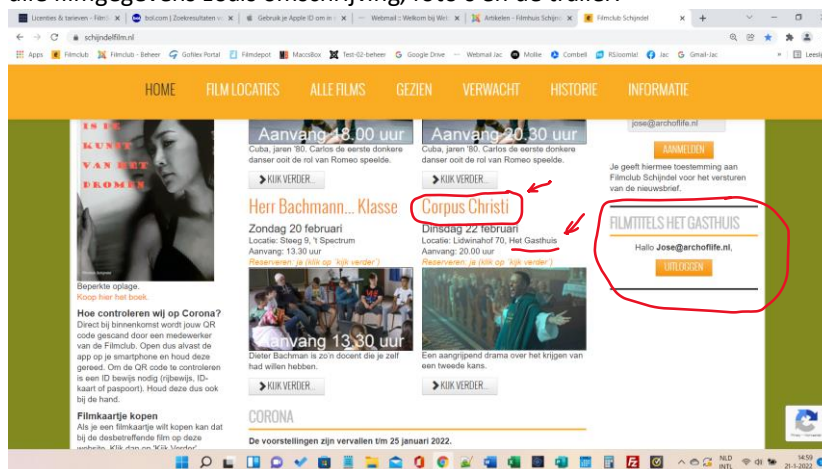 alle filmgegevens zoals omschrijving, foto's en de trailer.
Licenties & tarieven - Film
bol.com | Zoekresultaten v
Gebruik je Apple ID om in
Webmail :: Welkom bij Web
Artikelen - Filmhuis Schijn
Filmclub Schijndel
schijndelfilm.nl
Apps Filmclub Filmclub - Beheer Goflex Portal Filmdepot MaccsBox Test-02-beheer Google Drive Webmail Jac Mollie Combell RSJoomla! Jac Gmail-Jac » Leeslij
HOME FILM LOCATIES ALLE FILMS GEZIEN VERWACHT HISTORIE INFORMATIE
IS DE
KUNST
VAN HET
DROMEN
Beperkte oplage.
Koop hier het boek.
Hoe controleren wij op Corona?
Direct bij binnenkomst wordt jouw QR
code gescand door een medewerker
van de Filmclub. Open dus alvast de
app op je smartphone en houd deze
gereed. Om de QR code te controleren
is een ID bewijs nodig (rijbewijs, ID-
kaart of paspoort). Houd deze dus ook
bij de hand.
Filmkaartje kopen
Als je een filmkaartje wilt kopen kan dat
bij de desbetreffende film op deze
website. Klik dan op 'Kijk Verder'
Aanvang 18.00 uur
Cuba, jaren '80. Carlos de eerste donkere
danser ooit de rol van Romeo speelde.
KIJK VERDER...
Herr Bachmann... Klasse
Zondag 20 februari
Locatie: Steeg 9, 't Spectrum
Aanvang: 13.30 uur
Reserveren: ja (klik op 'kijk verder')
Aanvang 13.30 uur
Dieter Bachman is zo'n docent die je zelf
had willen hebben.
KIJK VERDER...
Aanvang 20.30 uur
Cuba, jaren '80. Carlos de eerste donkere
danser ooit de rol van Romeo speelde.
KIJK VERDER...
Corpus Christi
Dinsdag 22 februari
Locatie: Lidwinahof 70, Het Gasthuis
Aanvang: 20.00 uur
Reserveren: ja (klik op 'kijk verder')
Een aangrijpend drama over het krijgen van
een tweede kans.
KIJK VERDER...
CORONA
De voorstellingen zijn vervallen t/m 25 januari 2022.
jose@archoflife.nl
AANMELDEN
Je geeft hiermee toestemming aan
Filmclub Schijndel voor het versturen
van de nieuwsbrief.
FILMTITELS HET GASTHUIS
Hallo Jose@archoflife.nl,
UITLOGGEN
NLD
INTL
14:59
21-1-2022